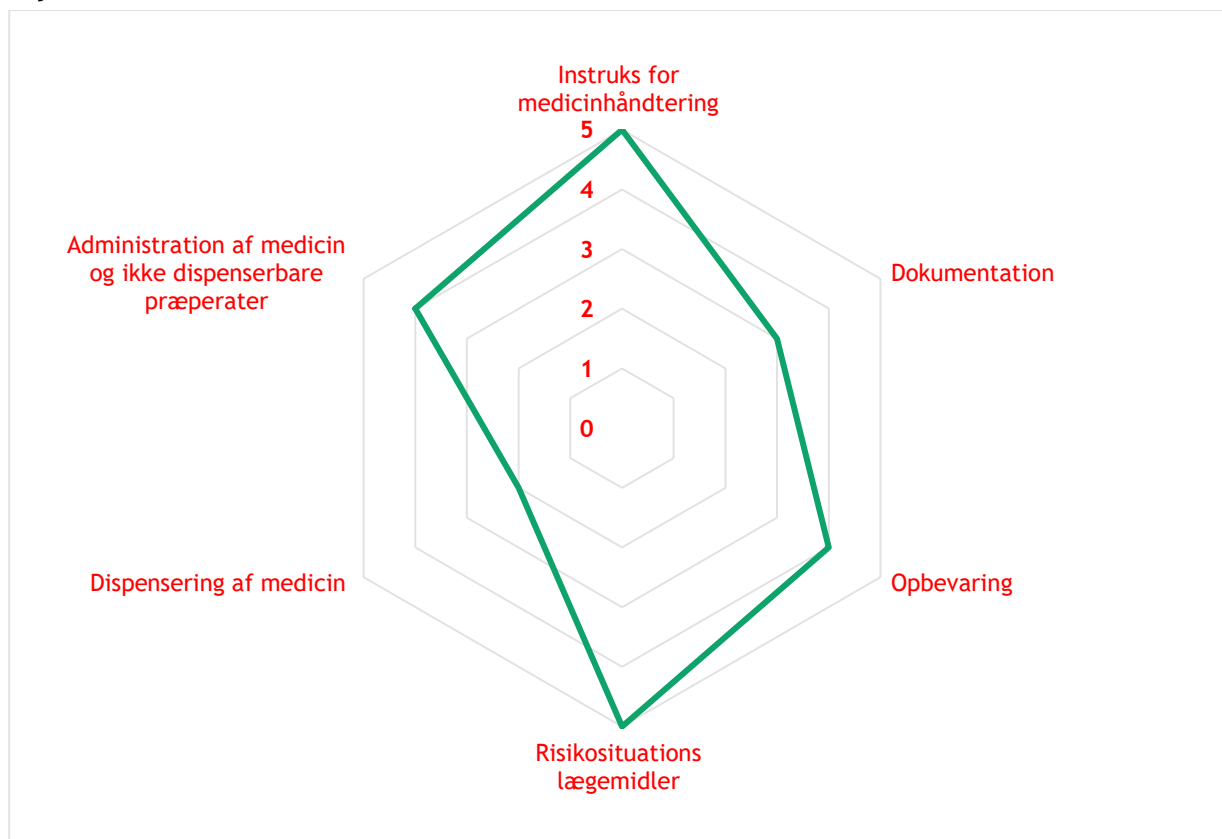 Instruks for
medicinhåndtering
5
4
3
2
1
0
Administration af medicin
og ikke dispenserbare
præperater
Dokumentation
Dispensering af medicin
Opbevaring
Risikosituations
lægemidler